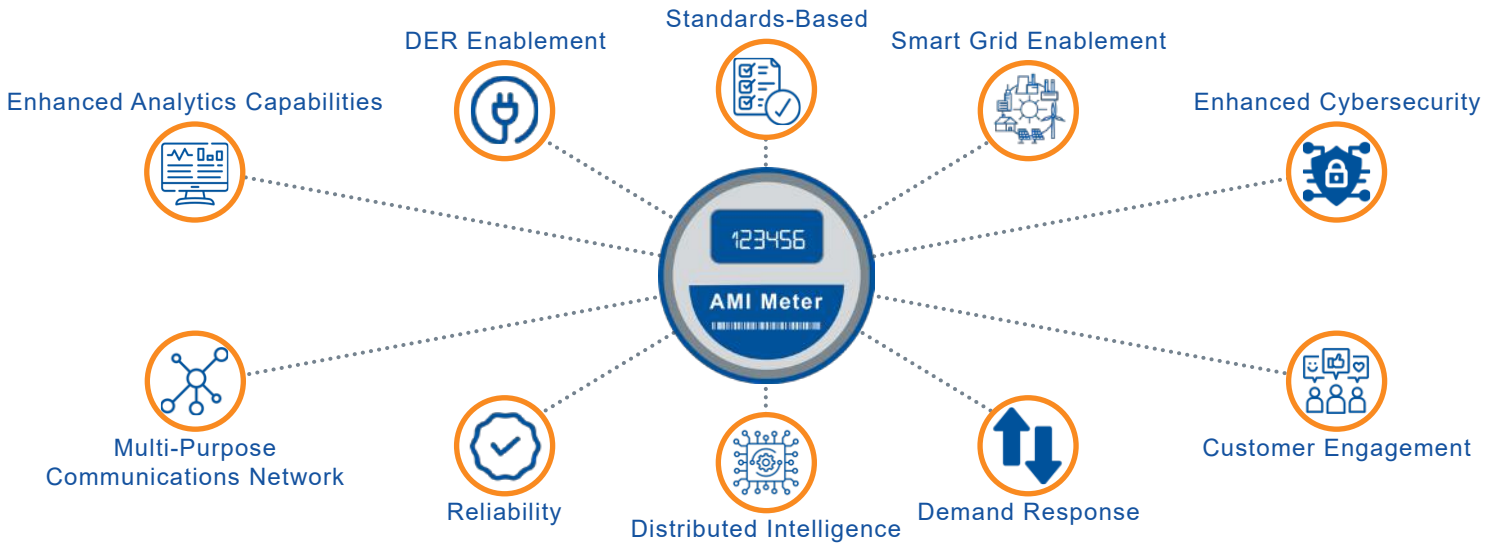 Standards-Based
DER Enablement
Smart Grid Enablement
Enhanced Analytics Capabilities
Enhanced Cybersecurity
123456
AMI Meter
Multi-Purpose
Communications Network
Customer Engagement
Reliability
Distributed Intelligence
Demand Response